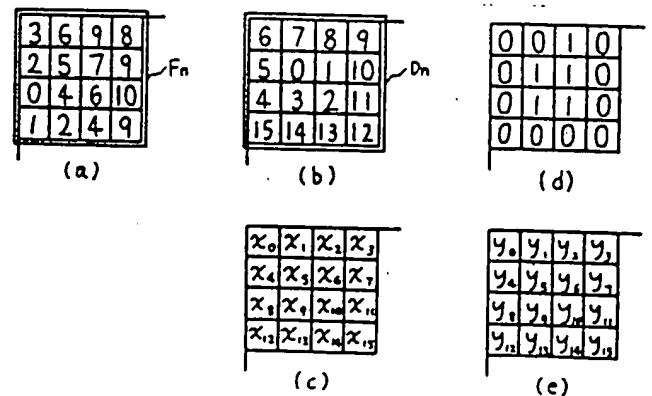 3 6 9 8
2 5 7 9
0 4 6 10
1 2 4 9
Fn
(a)
6 7 8 9
5 0 1 10
4 3 2 11
15 14 13 12
Dn
(b)
0 0 1 0
0 1 1 0
0 1 1 0
0 0 0 0
(d)
x₀ x₁ x₂ x₃
x₄ x₅ x₆ x₇
x₈ x₉ x₁₀ x₁₁
x₁₂ x₁₃ x₁₄ x₁₅
(c)
y₀ y₁ y₂ y₃
y₄ y₅ y₆ y₇
y₈ y₉ y₁₀ y₁₁
y₁₂ y₁₃ y₁₄ y₁₅
(e)